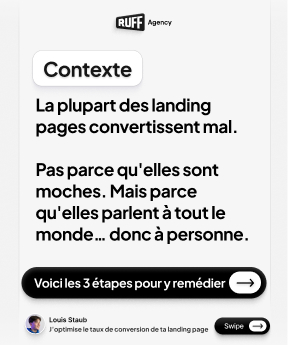 RUFF Agency
Contexte
La plupart des landing
pages convertissent mal.
Pas parce qu'elles sont
moches. Mais parce
qu'elles parlent à tout le
monde... donc à personne.
Voici les 3 étapes pour y remédier
Louis Staub
J'optimise le taux de conversion de ta landing page
Swipe